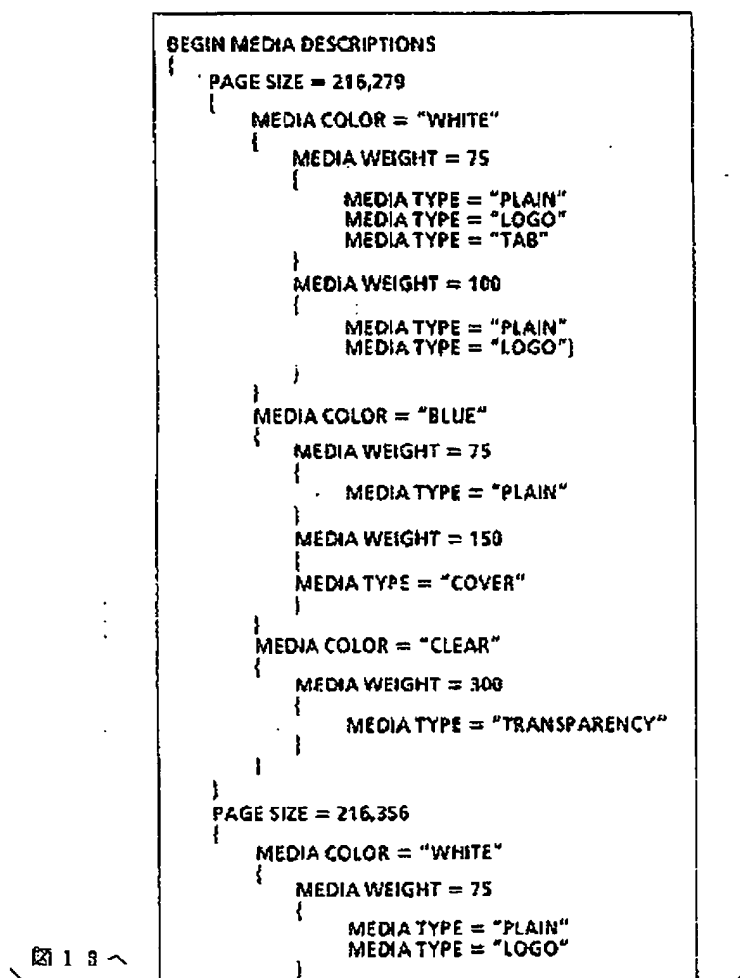 BEGIN MEDIA DESCRIPTIONS
{
PAGE SIZE = 216,279
{
MEDIA COLOR = "WHITE"
{
MEDIA WEIGHT = 75
{
MEDIA TYPE = "PLAIN"
MEDIA TYPE = "LOGO"
MEDIA TYPE = "TAB"
}
MEDIA WEIGHT = 100
{
MEDIA TYPE = "PLAIN
MEDIA TYPE = "LOGO"}
}
}
MEDIA COLOR = "BLUE"
{
MEDIA WEIGHT = 75
{
MEDIA TYPE = "PLAIN"
}
MEDIA WEIGHT = 150
{
MEDIA TYPE = "COVER"
}
}
MEDIA COLOR = "CLEAR"
{
MEDIA WEIGHT = 300
{
MEDIA TYPE = "TRANSPARENCY"
}
}
}
PAGE SIZE = 216,356
{
MEDIA COLOR = "WHITE"
{
MEDIA WEIGHT = 75
{
MEDIA TYPE = "PLAIN"
MEDIA TYPE = "LOGO"
}